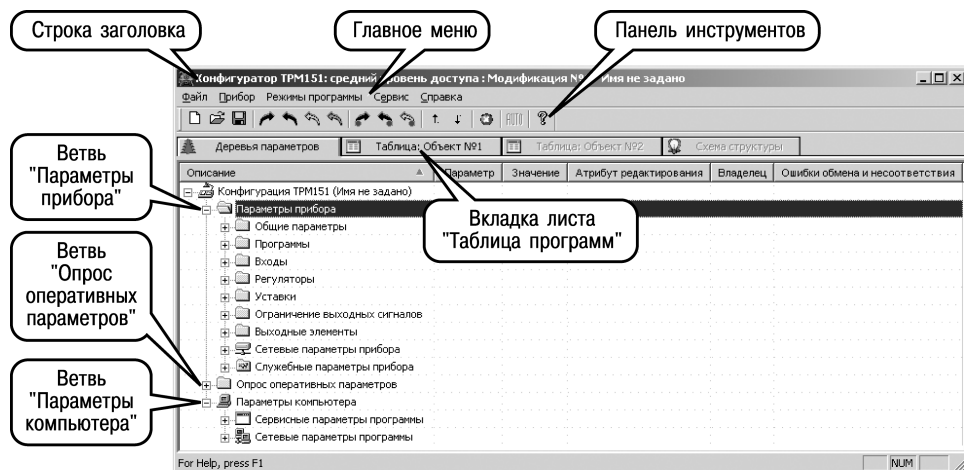 Строка заголовка
Главное меню
Панель инструментов
Конфигуратор ТРМ151: средний уровень доступа : Модификация № Имя не задано
Файл Прибор Режимы программы Сервис Справка
AUTO
Деревья параметров Таблица: Объект №1 Таблица: Объект №2 Схема структуры
Описание Параметр Значение Атрибут редактирования Владелец Ошибки обмена и несоответствия
Конфигурация ТРМ151 (Имя не задано)
Параметры прибора
Общие параметры
Программы
Входы
Регуляторы
Уставки
Ограничение выходных сигналов
Выходные элементы
Сетевые параметры прибора
Служебные параметры прибора
Опрос оперативных параметров
Параметры компьютера
Сервисные параметры программы
Сетевые параметры программы
For Help, press F1 NUM
Ветвь
"Параметры
прибора"
Ветвь
"Опрос
оперативных
параметров"
Ветвь
"Параметры
компьютера"
Вкладка листа
"Таблица программ"